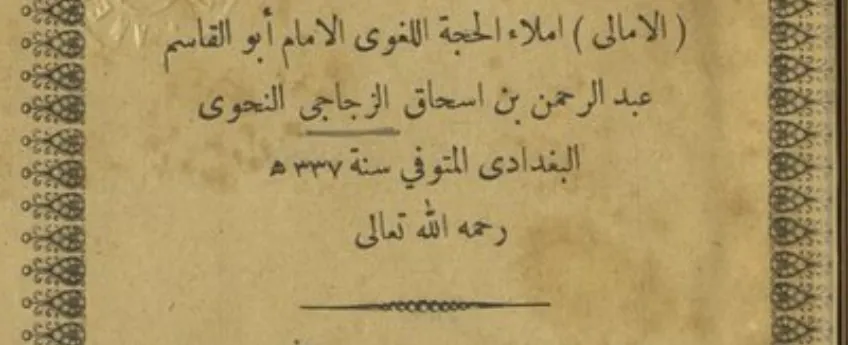 ( الامالى ) املاء الحجة اللغوى الامام أبو القاسم
عبد الرحمن بن اسحاق الزجاجى النحوى
البغدادى المتوفي سنة ٣٣٧ ه
رحمه الله تعالى